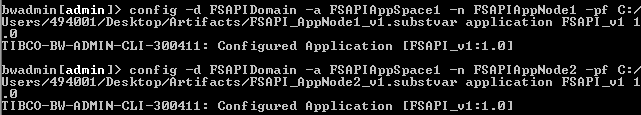 bwadmin[admin]> config -d FSAPIDomain -a FSAPIAppSpace1 -n FSAPIAppNode1 -pf C:/
Users/494001/Desktop/Artifacts/FSAPI_AppNode1_v1.substvar application FSAPI_v1 1
.0
TIBCO-BW-ADMIN-CLI-300411: Configured Application [FSAPI_v1:1.0]
bwadmin[admin]> config -d FSAPIDomain -a FSAPIAppSpace1 -n FSAPIAppNode2 -pf C:/
Users/494001/Desktop/Artifacts/FSAPI_AppNode2_v1.substvar application FSAPI_v1 1
.0
TIBCO-BW-ADMIN-CLI-300411: Configured Application [FSAPI_v1:1.0]